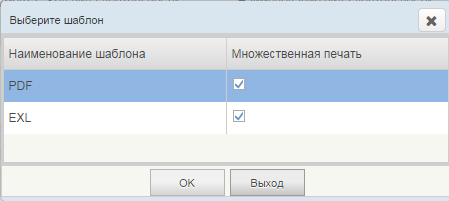 Выберите шаблон
Наименование шаблона Множественная печать
PDF
EXL
OK Выход